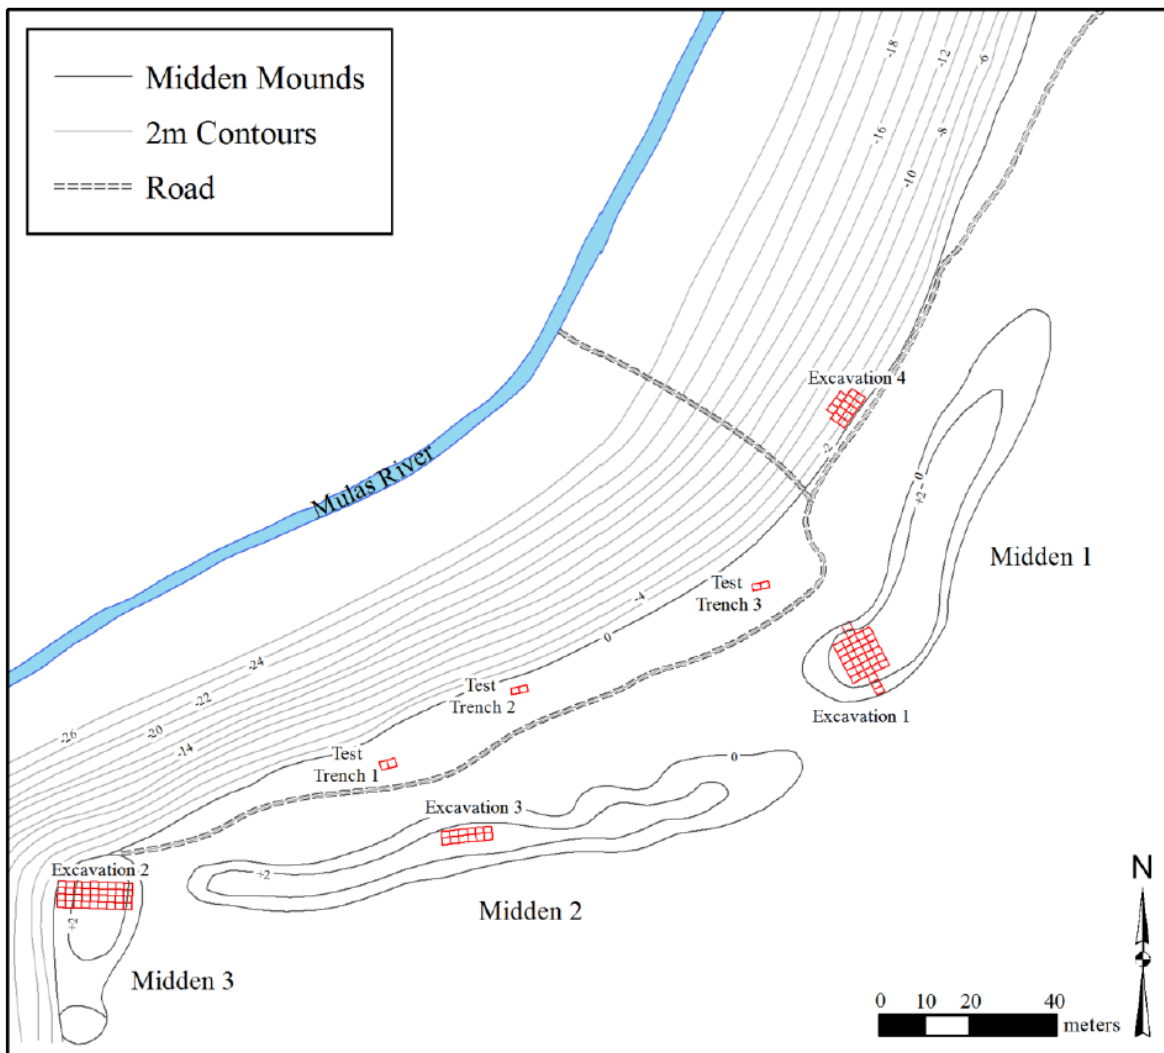 Midden Mounds
2m Contours
Road
-18
-12
-6
-16
-8
-10
Excavation 4
-2
Mulas River
0
+2
Midden 1
Test
Trench 3
-4
0
-24
Test
Trench 2
-22
Excavation 1
-26
-20
-14
Test
Trench 1
0
Excavation 3
Excavation 2
+2
Midden 2
+2
Midden 3
N
0 10 20 40
meters